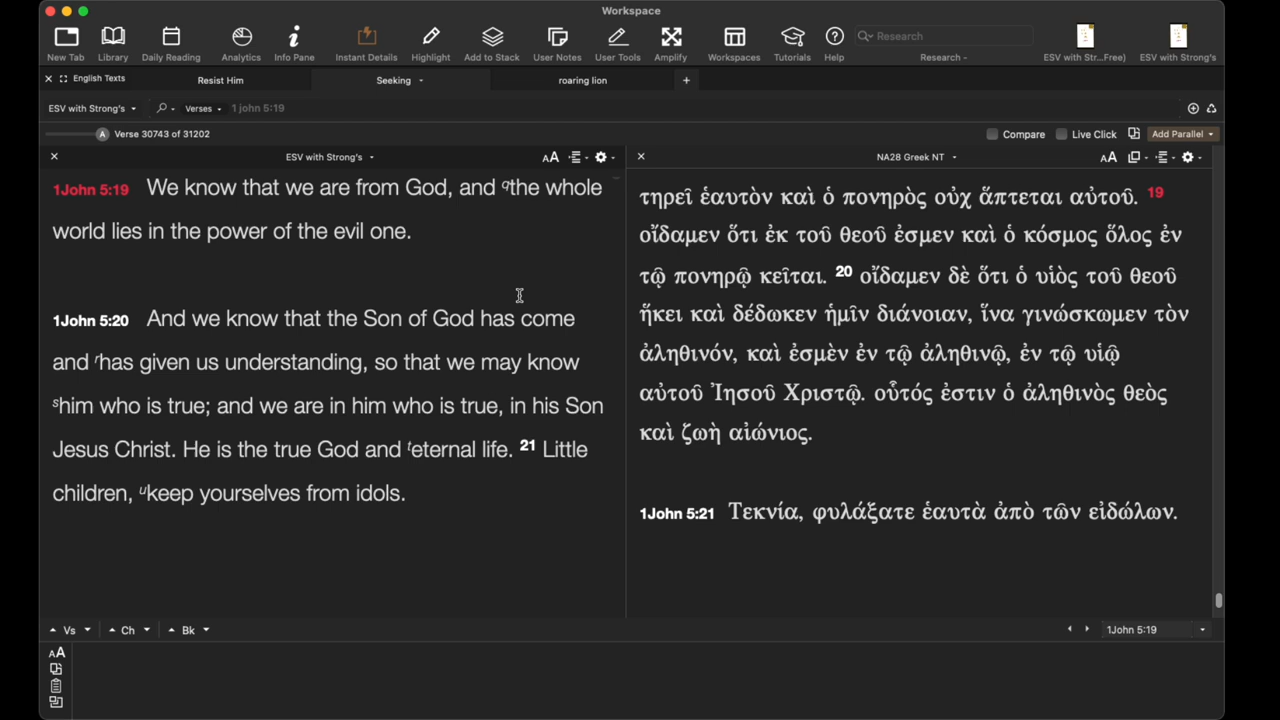 Workspace
New Tab Library Daily Reading Analytics Info Pane Instant Details Highlight Add to Stack User Notes User Tools Amplify Workspaces Tutorials Help Research Research ESV with Str...Free) ESV with Strong's
English Texts Resist Him Seeking roaring lion +
ESV with Strong's Verses 1 john 5:19
A Verse 30743 of 31202 Compare Live Click Add Parallel
ESV with Strong's AA
1John 5:19 We know that we are from God, and qthe whole
world lies in the power of the evil one.
1John 5:20 And we know that the Son of God has come
and rhas given us understanding, so that we may know
shim who is true; and we are in him who is true, in his Son
Jesus Christ. He is the true God and teternal life. 21 Little
children, ukeep yourselves from idols.
NA28 Greek NT AA
τηρεῖ ἑαυτὸν καὶ ὁ πονηρὸς οὐχ ἅπτεται αὐτοῦ. 19
οἴδαμεν ὅτι ἐκ τοῦ θεοῦ ἐσμεν καὶ ὁ κόσμος ὅλος ἐν
τῷ πονηρῷ κεῖται. 20 οἴδαμεν δὲ ὅτι ὁ υἱὸς τοῦ θεοῦ
ἥκει καὶ δέδωκεν ἡμῖν διάνοιαν, ἵνα γινώσκωμεν τὸν
ἀληθινόν, καὶ ἐσμὲν ἐν τῷ ἀληθινῷ, ἐν τῷ υἱῷ
αὐτοῦ Ἰησοῦ Χριστῷ. οὗτός ἐστιν ὁ ἀληθινὸς θεὸς
καὶ ζωὴ αἰώνιος.
1John 5:21 Τεκνία, φυλάξατε ἑαυτὰ ἀπὸ τῶν εἰδώλων.
Vs Ch Bk 1John 5:19
AA